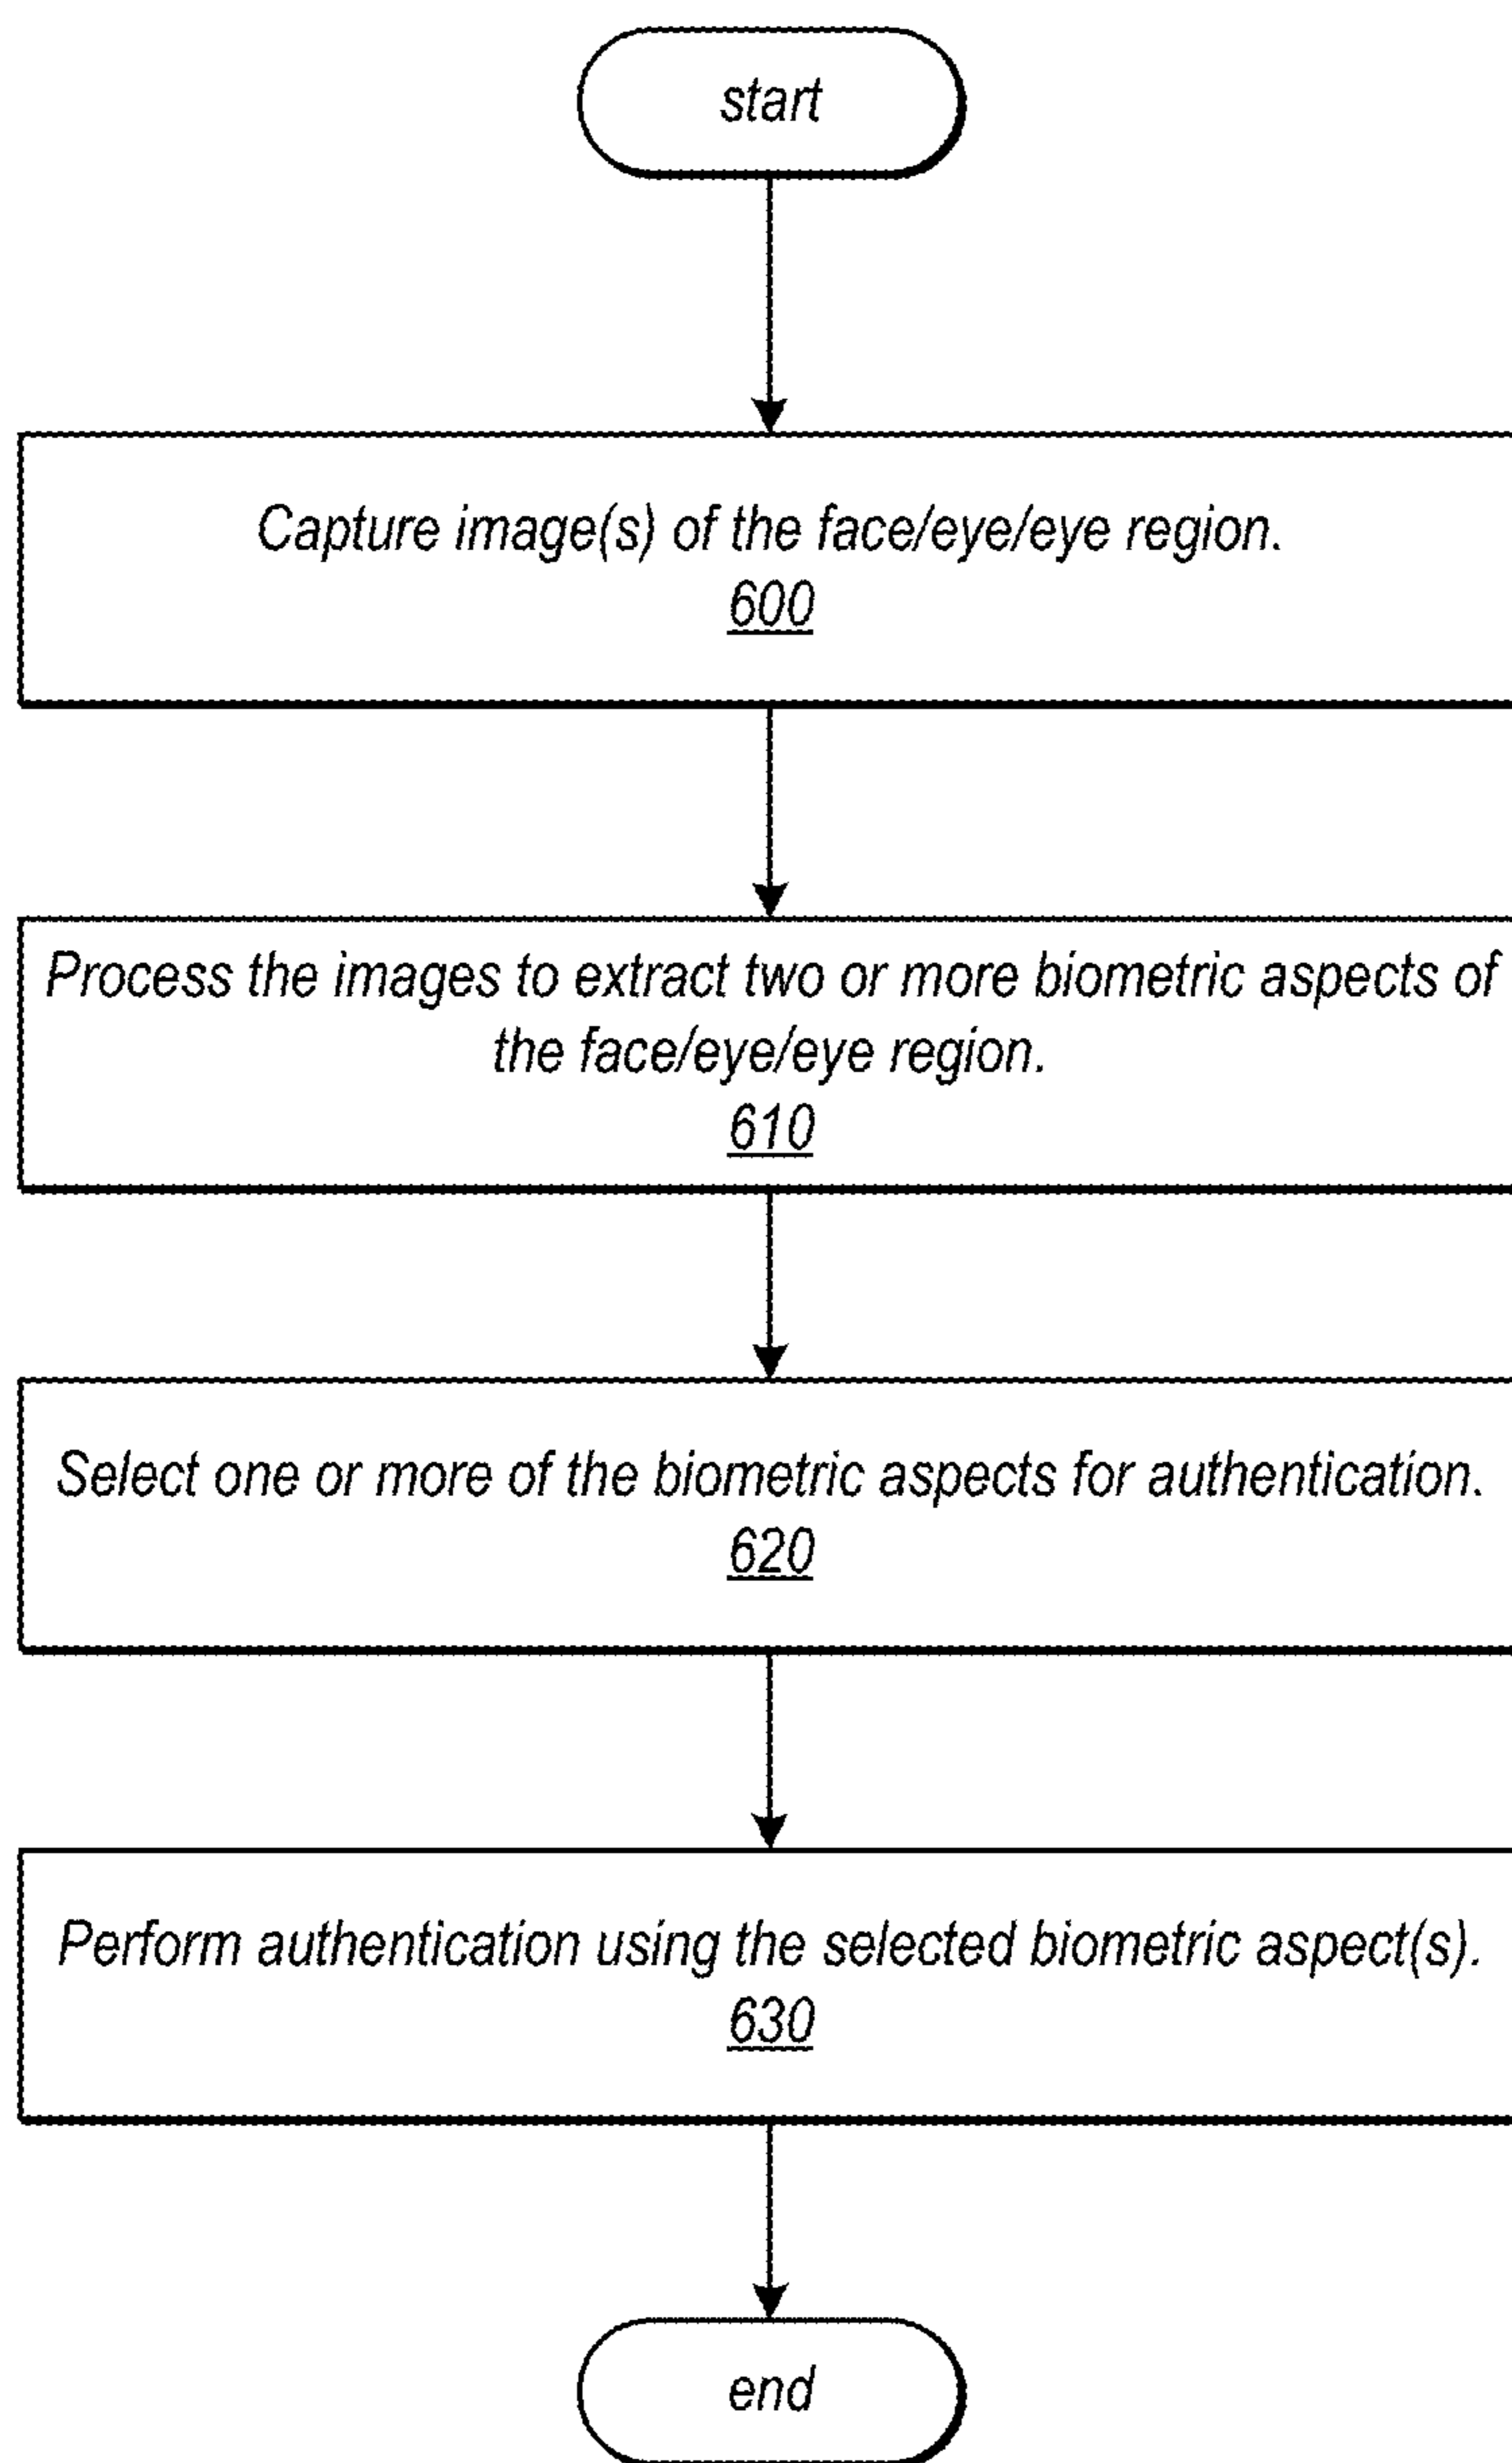 start
Capture image(s) of the face/eye/eye region.
600
Process the images to extract two or more biometric aspects of
the face/eye/eye region.
610
Select one or more of the biometric aspects for authentication.
620
Perform authentication using the selected biometric aspect(s).
630
end